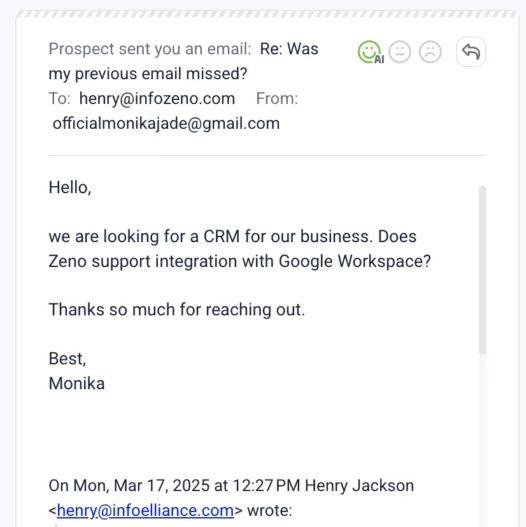 Prospect sent you an email: Re: Was
my previous email missed?
AI
To: henry@infozeno.com From:
officialmonikajade@gmail.com
Hello,
we are looking for a CRM for our business. Does
Zeno support integration with Google Workspace?
Thanks so much for reaching out.
Best,
Monika
On Mon, Mar 17, 2025 at 12:27 PM Henry Jackson
<henry@infoelliance.com> wrote: